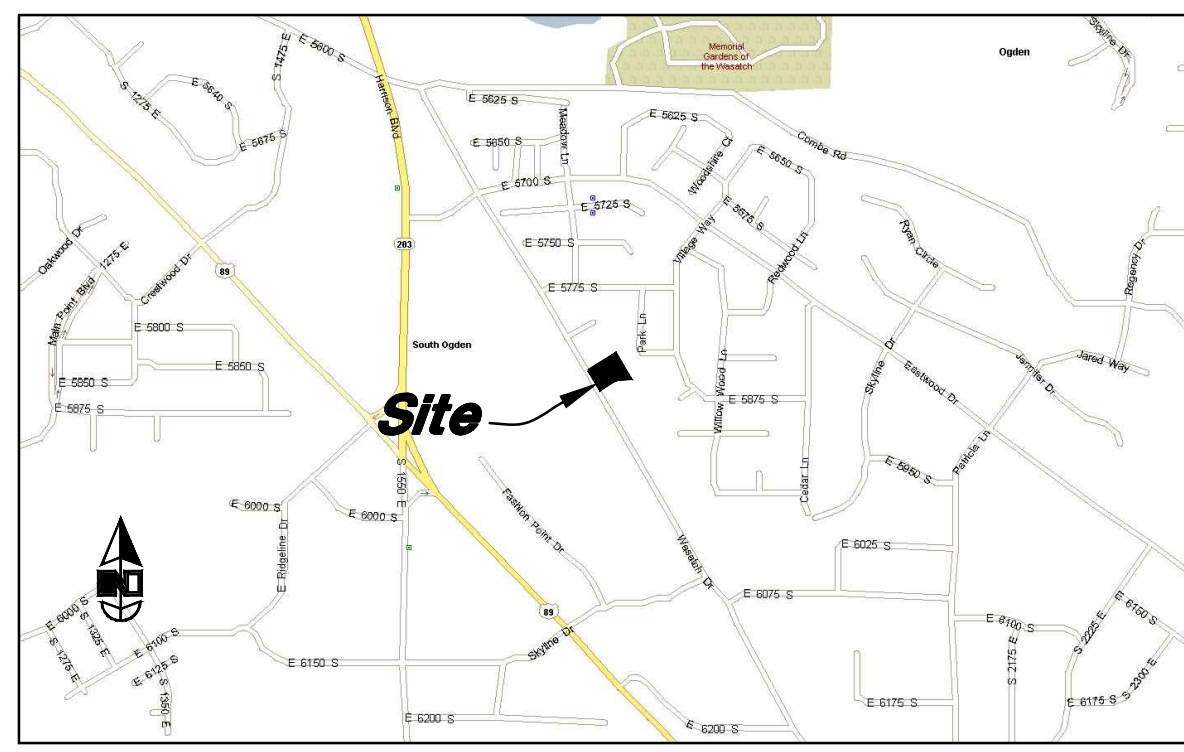 Memorial
Gardens of
the Wasatch
Ogden
Skyline Dr
E 5600 S
S 1475 E
Harrison Blvd
S 1275 E
E 5640 S
E 5675 S
E 5625 S
Meadow Ln
E 5625 S
E 5650 S
Woodshire Ct
E 5650 S
Combe Rd
E 5700 S
E 5725 S
E 5675 S
Village Way
E 5750 S
Redwood Ln
Ryan Circle
Regency Dr
203
89
Oakwood Dr
1275 E
Crestwood Dr
Main Point Blvd
E 5775 S
E 5800 S
South Ogden
Park Ln
Skyline Dr
Eastwood Dr
Jennifer Dr
Jared Way
E 5850 S
E 5850 S
E 5875 S
Willow Wood Ln
E 5875 S
Site
Patricia Ln
S 1550 E
E 5950 S
Cedar Ln
Fashion Point Dr
E 6000 S
E 6000 S
E Ridgeline Dr
Wasatch Dr
E 6025 S
N
E 6075 S
89
E 6000 S
S 1325 E
E 6100 S
S 1275 E
E 6125 S
S 1350 E
E 6150 S
Skyline Dr
E 6100 S
S 2175 E
S 2225 E
E 6150 S
S 2300 E
E 6175 S
E 6175 S
E 6200 S
E 6200 S